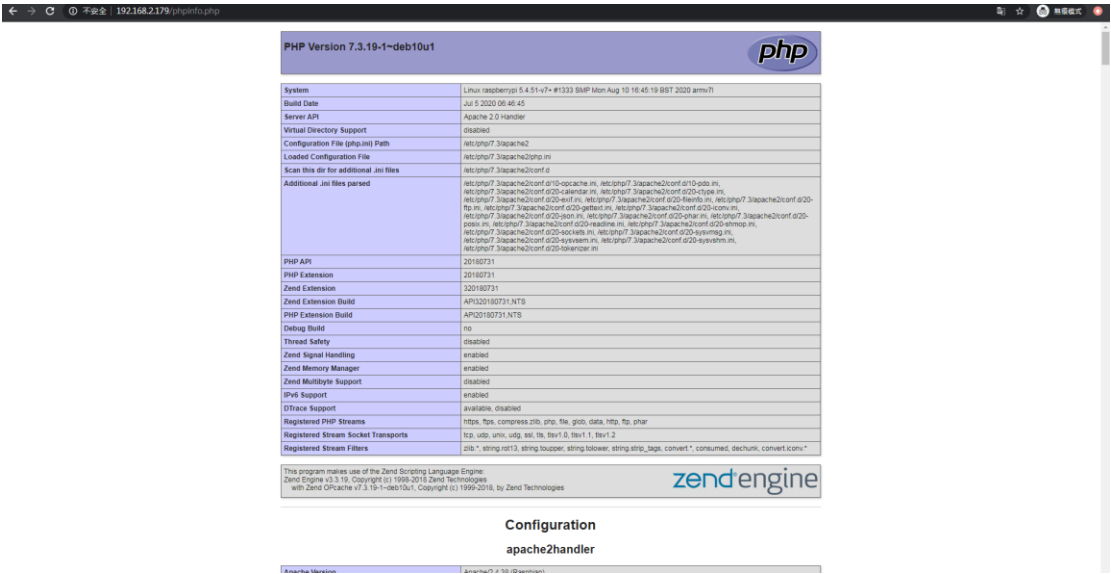 不安全 | 192.168.2.179/phpinfo.php
無痕模式
PHP Version 7.3.19-1~deb10u1
php
System Linux raspberrypi 5.4.51-v7+ #1333 SMP Mon Aug 10 16:45:19 BST 2020 armv7l
Build Date Jul 5 2020 06:46:45
Server API Apache 2.0 Handler
Virtual Directory Support disabled
Configuration File (php.ini) Path /etc/php/7.3/apache2
Loaded Configuration File /etc/php/7.3/apache2/php.ini
Scan this dir for additional .ini files /etc/php/7.3/apache2/conf.d
Additional .ini files parsed /etc/php/7.3/apache2/conf.d/10-opcache.ini, /etc/php/7.3/apache2/conf.d/10-pdo.ini,
/etc/php/7.3/apache2/conf.d/20-calendar.ini, /etc/php/7.3/apache2/conf.d/20-ctype.ini,
/etc/php/7.3/apache2/conf.d/20-exif.ini, /etc/php/7.3/apache2/conf.d/20-fileinfo.ini, /etc/php/7.3/apache2/conf.d/20-
ftp.ini, /etc/php/7.3/apache2/conf.d/20-gettext.ini, /etc/php/7.3/apache2/conf.d/20-iconv.ini,
/etc/php/7.3/apache2/conf.d/20-json.ini, /etc/php/7.3/apache2/conf.d/20-phar.ini, /etc/php/7.3/apache2/conf.d/20-
posix.ini, /etc/php/7.3/apache2/conf.d/20-readline.ini, /etc/php/7.3/apache2/conf.d/20-shmop.ini,
/etc/php/7.3/apache2/conf.d/20-sockets.ini, /etc/php/7.3/apache2/conf.d/20-sysvmsg.ini,
/etc/php/7.3/apache2/conf.d/20-sysvsem.ini, /etc/php/7.3/apache2/conf.d/20-sysvshm.ini,
/etc/php/7.3/apache2/conf.d/20-tokenizer.ini
PHP API 20180731
PHP Extension 20180731
Zend Extension 320180731
Zend Extension Build API320180731,NTS
PHP Extension Build API20180731,NTS
Debug Build no
Thread Safety disabled
Zend Signal Handling enabled
Zend Memory Manager enabled
Zend Multibyte Support disabled
IPv6 Support enabled
DTrace Support available, disabled
Registered PHP Streams https, ftps, compress.zlib, php, file, glob, data, http, ftp, phar
Registered Stream Socket Transports tcp, udp, unix, udg, ssl, tls, tlsv1.0, tlsv1.1, tlsv1.2
Registered Stream Filters zlib.*, string.rot13, string.toupper, string.tolower, string.strip_tags, convert.*, consumed, dechunk, convert.iconv.*
This program makes use of the Zend Scripting Language Engine:
Zend Engine v3.3.19, Copyright (c) 1998-2018 Zend Technologies
with Zend OPcache v7.3.19-1~deb10u1, Copyright (c) 1999-2018, by Zend Technologies
zend engine
Configuration
apache2handler
Apache Version Apache/2.4.38 (Raspbian)